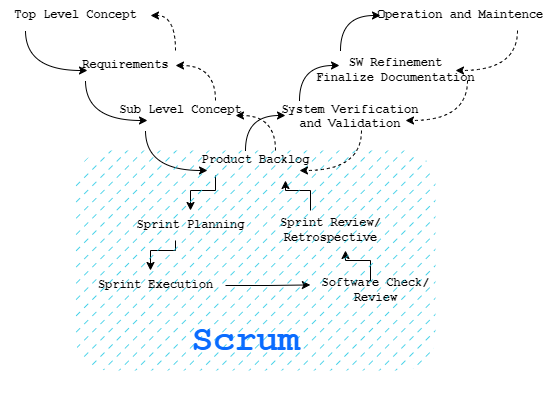 Top Level Concept
Operation and Maintence
Requirements
SW Refinement
Finalize Documentation
Sub Level Concept
System Verification
and Validation
Product Backlog
Sprint Planning
Sprint Review/
Retrospective
Sprint Execution
Software Check/
Review
Scrum